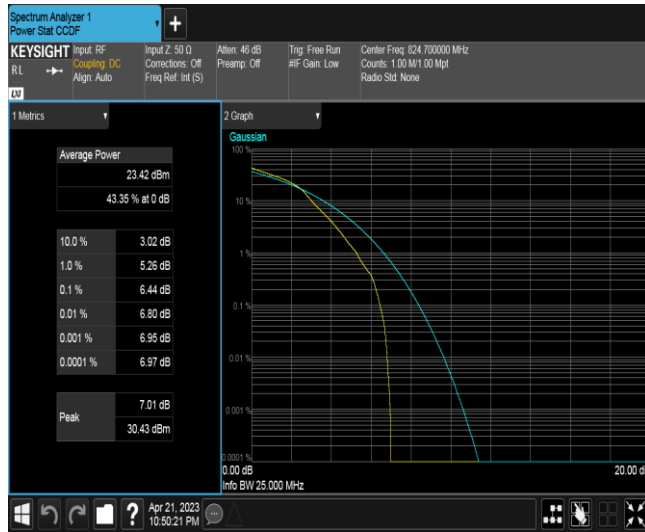 Spectrum Analyzer 1
Power Stat CCDF
+
KEYSIGHT
RL
LXI
Input: RF
Coupling: DC
Align: Auto
Input Z: 50 Ω
Corrections: Off
Freq Ref: Int (S)
Atten: 46 dB
Preamp: Off
Trig: Free Run
#IF Gain: Low
Center Freq: 824.700000 MHz
Counts: 1.00 M/1.00 Mpt
Radio Std: None
1 Metrics
Average Power
23.42 dBm
43.35 % at 0 dB
10.0 % 3.02 dB
1.0 % 5.26 dB
0.1 % 6.44 dB
0.01 % 6.80 dB
0.001 % 6.95 dB
0.0001 % 6.97 dB
Peak
7.01 dB
30.43 dBm
2 Graph
Gaussian
100 %
10 %
1 %
0.1 %
0.01 %
0.001 %
0.0001 %
0.00 dB
20.00 d
Info BW 25.000 MHz
?
Apr 21, 2023
10:50:21 PM